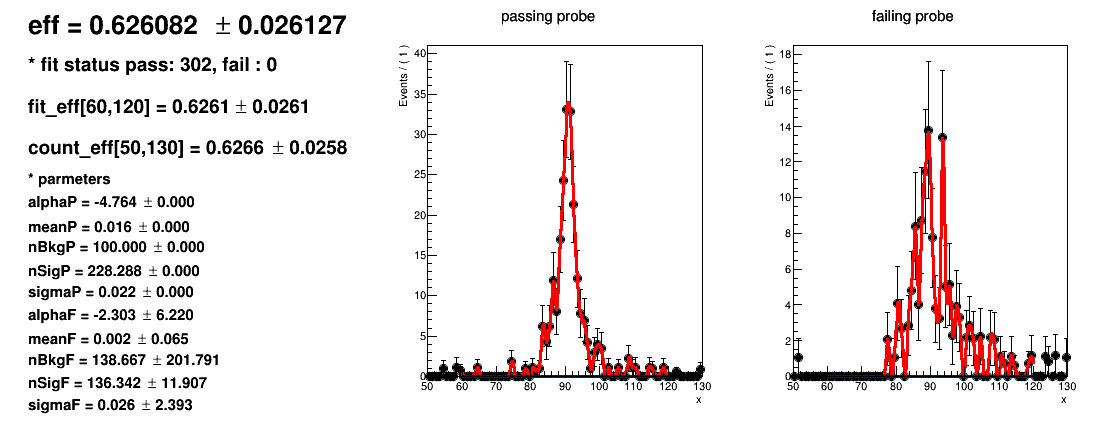 eff = 0.626082 ± 0.026127
* fit status pass: 302, fail : 0
fit_eff[60,120] = 0.6261 ± 0.0261
count_eff[50,130] = 0.6266 ± 0.0258
* parmeters
alphaP = -4.764 ± 0.000
meanP = 0.016 ± 0.000
nBkgP = 100.000 ± 0.000
nSigP = 228.288 ± 0.000
sigmaP = 0.022 ± 0.000
alphaF = -2.303 ± 6.220
meanF = 0.002 ± 0.065
nBkgF = 138.667 ± 201.791
nSigF = 136.342 ± 11.907
sigmaF = 0.026 ± 2.393
passing probe
Events / ( 1 )
40
35
30
25
20
15
10
5
0
50 60 70 80 90 100 110 120 130
x
failing probe
Events / ( 1 )
18
16
14
12
10
8
6
4
2
0
50 60 70 80 90 100 110 120 130
x